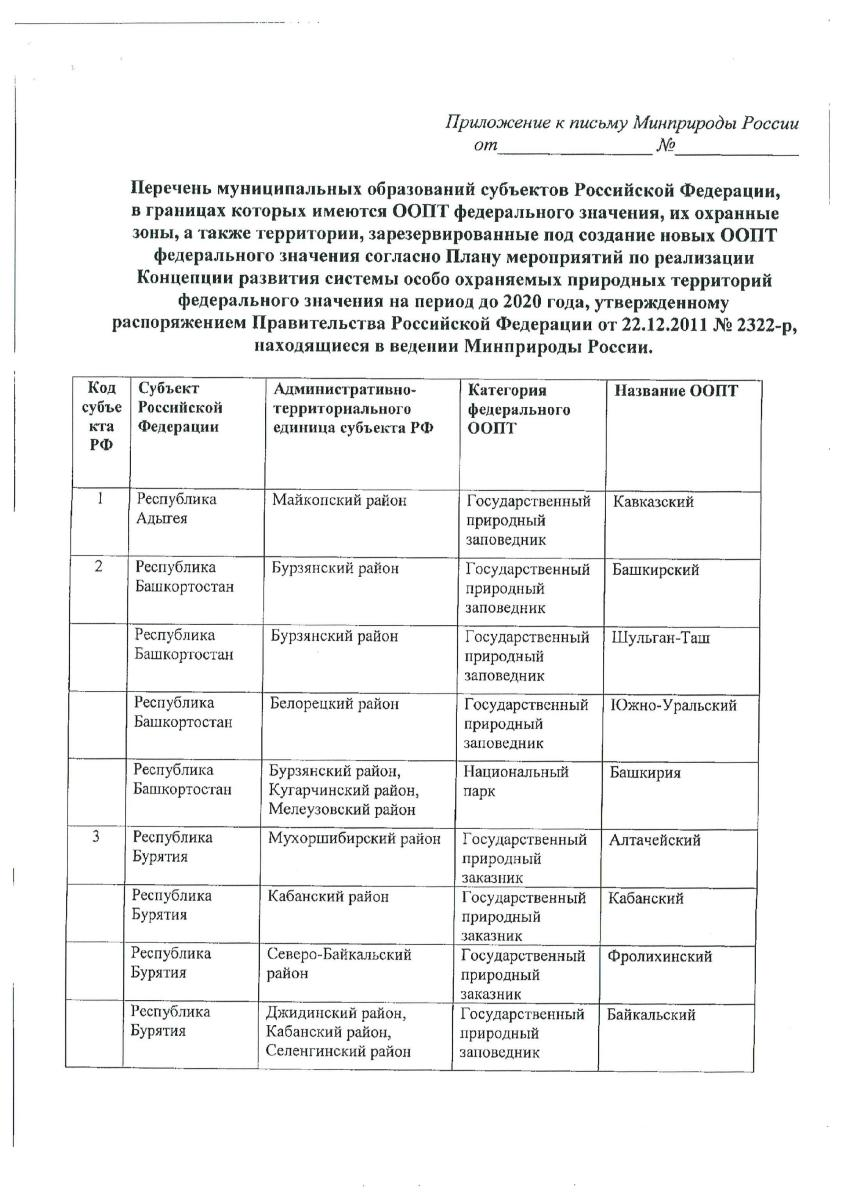 Приложение к письму Минприроды России
от_________________ №_____________
Перечень муниципальных образований субъектов Российской Федерации,
в границах которых имеются ООПТ федерального значения, их охранные
зоны, а также территории, зарезервированные под создание новых ООПТ
федерального значения согласно Плану мероприятий по реализации
Концепции развития системы особо охраняемых природных территорий
федерального значения на период до 2020 года, утвержденному
распоряжением Правительства Российской Федерации от 22.12.2011 № 2322-р,
находящиеся в ведении Минприроды России.
Код
субъе
кта
РФ
Субъект
Российской
Федерации
Административно-
территориального
единица субъекта РФ
Категория
федерального
ООПТ
Название ООПТ
1
Республика
Адыгея
Майкопский район
Государственный
природный
заповедник
Кавказский
2
Республика
Башкортостан
Бурзянский район
Государственный
природный
заповедник
Башкирский
Республика
Башкортостан
Бурзянский район
Государственный
природный
заповедник
Шульган-Таш
Республика
Башкортостан
Белорецкий район
Государственный
природный
заповедник
Южно-Уральский
Республика
Башкортостан
Бурзянский район,
Кугарчинский район,
Мелеузовский район
Национальный
парк
Башкирия
3
Республика
Бурятия
Мухоршибирский район
Государственный
природный
заказник
Алтачейский
Республика
Бурятия
Кабанский район
Государственный
природный
заказник
Кабанский
Республика
Бурятия
Северо-Байкальский
район
Государственный
природный
заказник
Фролихинский
Республика
Бурятия
Джидинский район,
Кабанский район,
Селенгинский район
Государственный
природный
заповедник
Байкальский